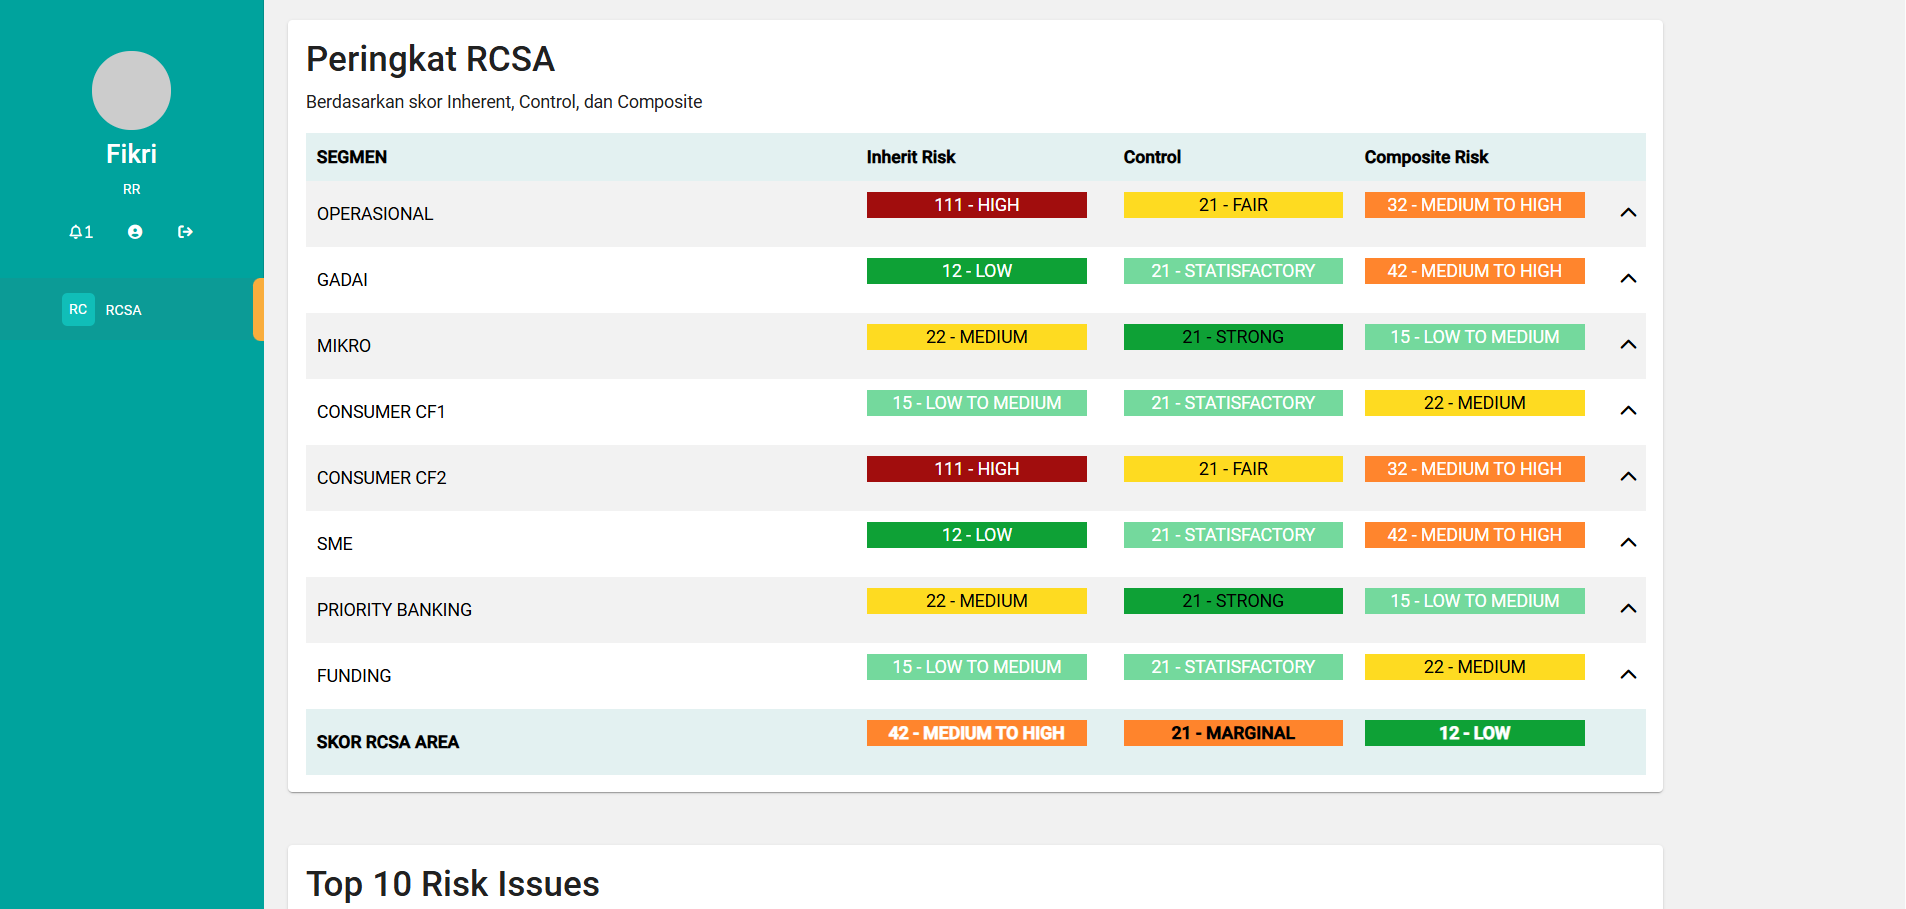 Fikri
RR
1
RC RCSA
Peringkat RCSA
Berdasarkan skor Inherent, Control, dan Composite
SEGMEN Inherit Risk Control Composite Risk
OPERASIONAL 111 - HIGH 21 - FAIR 32 - MEDIUM TO HIGH
GADAI 12 - LOW 21 - STATISFACTORY 42 - MEDIUM TO HIGH
MIKRO 22 - MEDIUM 21 - STRONG 15 - LOW TO MEDIUM
CONSUMER CF1 15 - LOW TO MEDIUM 21 - STATISFACTORY 22 - MEDIUM
CONSUMER CF2 111 - HIGH 21 - FAIR 32 - MEDIUM TO HIGH
SME 12 - LOW 21 - STATISFACTORY 42 - MEDIUM TO HIGH
PRIORITY BANKING 22 - MEDIUM 21 - STRONG 15 - LOW TO MEDIUM
FUNDING 15 - LOW TO MEDIUM 21 - STATISFACTORY 22 - MEDIUM
SKOR RCSA AREA 42 - MEDIUM TO HIGH 21 - MARGINAL 12 - LOW
Top 10 Risk Issues